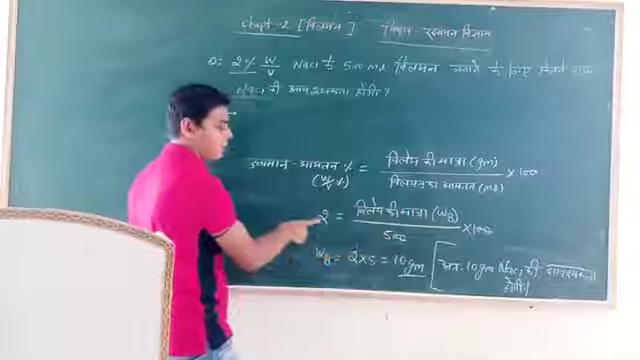 Chapt-2 [विलयन] विषय - रसायन विज्ञान
Q:- 2% W/V NaCl के 500 mL विलयन बनाने के लिए कितने ग्राम
NaCl की आवश्यकता होगी?
द्रव्यमान-आयतन % (W/V) = विलेय की मात्रा (gm) / विलयन का आयतन (mL) × 100
2 = विलेय की मात्रा (WB) / 500 × 100
WB = 2×5 = 10 gm [अतः 10 gm NaCl की आवश्यकता
होगी।